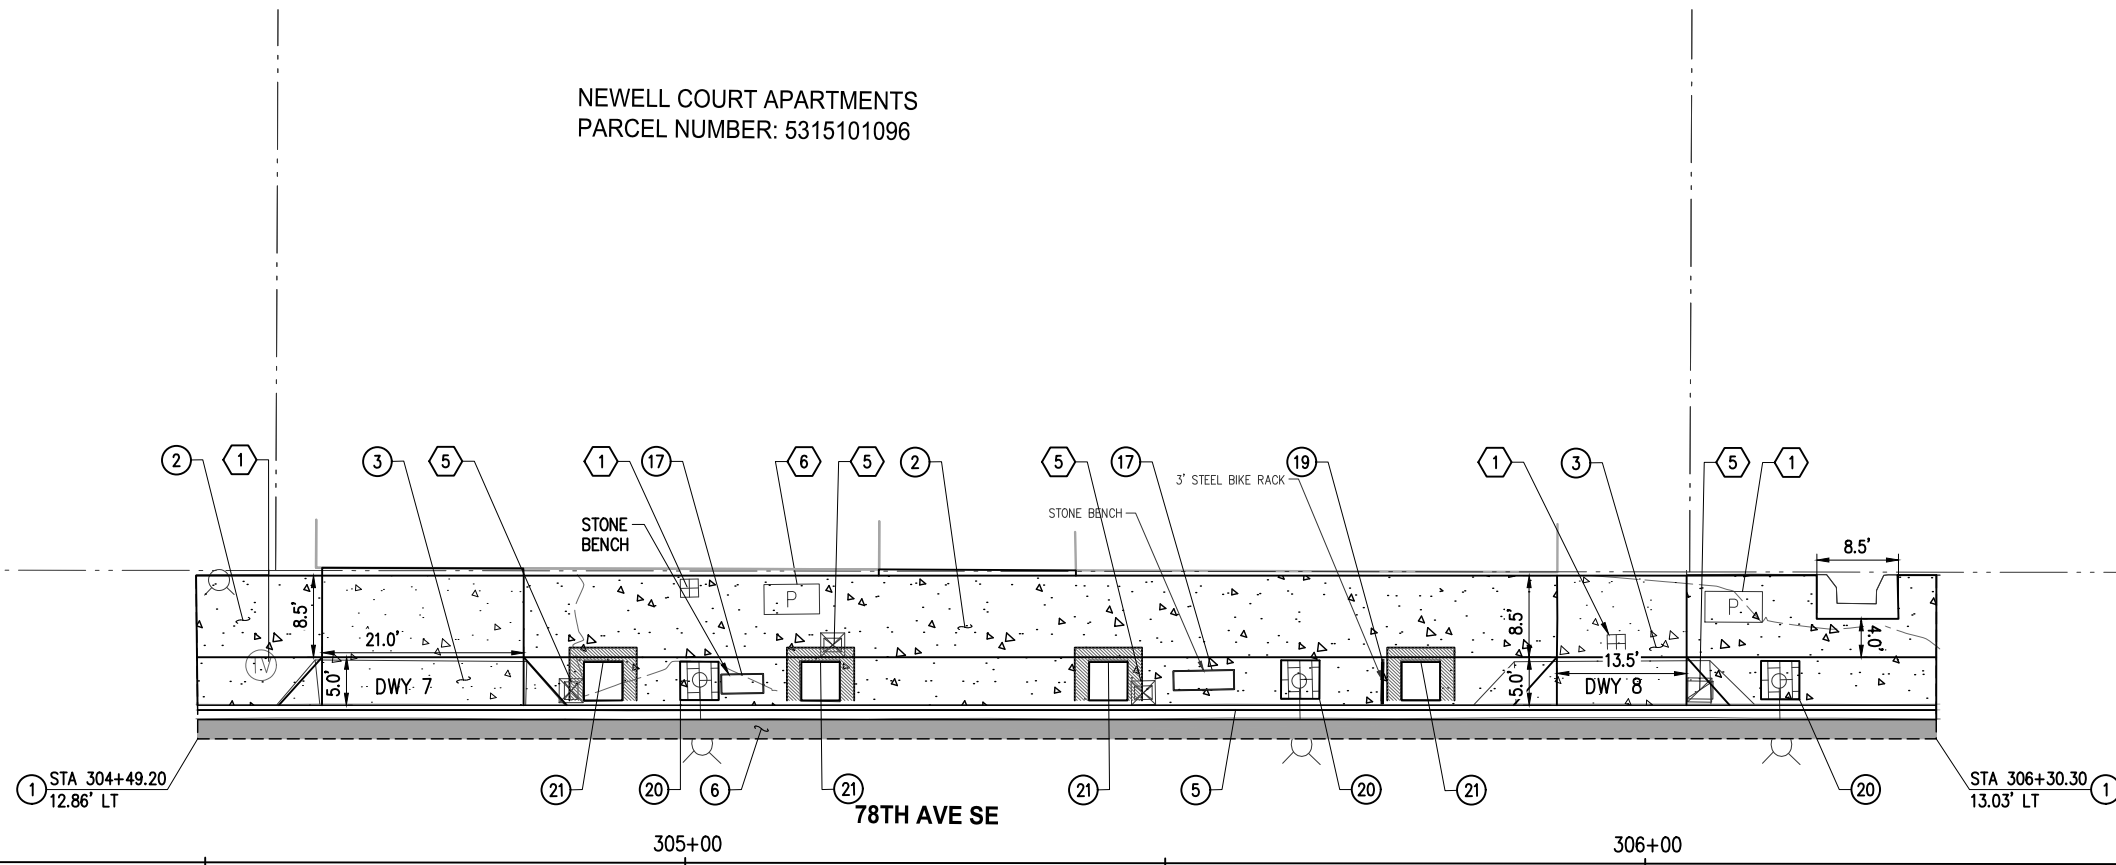 NEWELL COURT APARTMENTS
PARCEL NUMBER: 5315101096
2
1
3
5
1
17
6
5
2
5
17
19
1
3
5
1
3' STEEL BIKE RACK
STONE BENCH
STONE
BENCH
8.5'
P
P
8.5'
8.5'
4.0'
21.0'
13.5'
5.0'
DWY 7
5.0'
DWY 8
1
STA 304+49.20
12.86' LT
21
20
6
21
21
5
20
21
20
STA 306+30.30
13.03' LT
1
78TH AVE SE
305+00
306+00